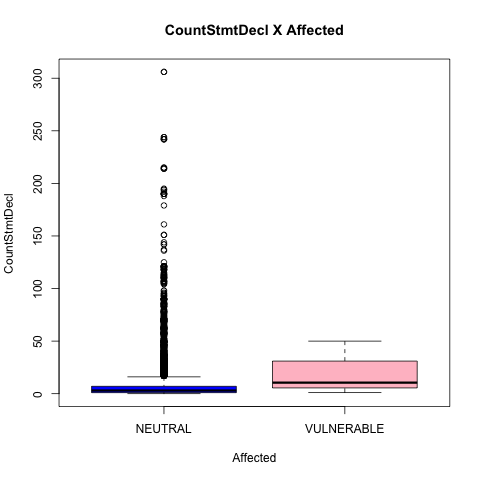 CountStmtDecl X Affected
300
250
200
150
100
50
0
CountStmtDecl
NEUTRAL VULNERABLE
Affected